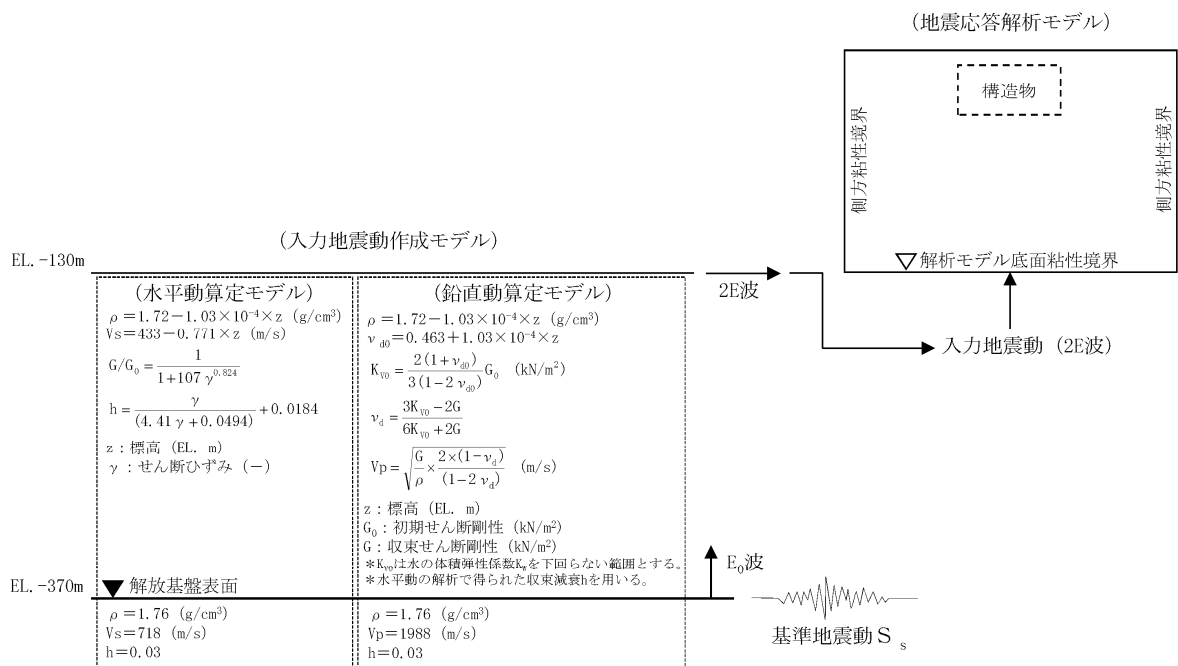 (地震応答解析モデル)
構造物
側方粘性境界
側方粘性境界
▽解析モデル底面粘性境界
入力地震動 (2E波)
2E波
(入力地震動作成モデル)
EL. -130m
(水平動算定モデル)
ρ=1.72-1.03×10⁻⁴×z (g/cm³)
Vs=433-0.771×z (m/s)
G/G₀=1/(1+107γ^0.824)
h=γ/(4.41γ+0.0494)+0.0184
z:標高 (EL. m)
γ:せん断ひずみ (-)
(鉛直動算定モデル)
ρ=1.72-1.03×10⁻⁴×z (g/cm³)
ν_d0=0.463+1.03×10⁻⁴×z
K_V0=2(1+ν_d0)/3(1-2ν_d0) G₀ (kN/m²)
ν_d=(3K_V0-2G)/(6K_V0+2G)
Vp=√(G/ρ×2×(1-ν_d)/(1-2ν_d)) (m/s)
z:標高 (EL. m)
G₀:初期せん断剛性 (kN/m²)
G:収束せん断剛性 (kN/m²)
*K_V0は水の体積弾性係数K_wを下回らない範囲とする。
*水平動の解析で得られた収束減衰hを用いる。
EL. -370m
▼解放基盤表面
ρ=1.76 (g/cm³)
Vs=718 (m/s)
h=0.03
ρ=1.76 (g/cm³)
Vp=1988 (m/s)
h=0.03
E₀波
基準地震動Ss